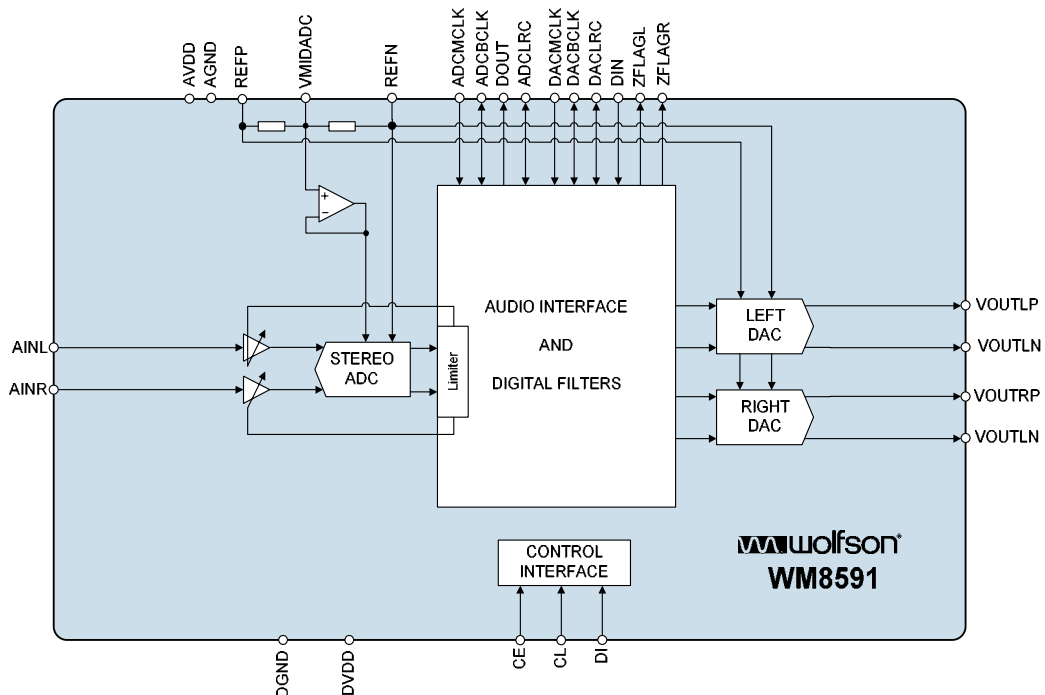 AVDD
AGND
REFP
VMIDADC
REFN
ADCMCLK
ADCBCLK
DOUT
ADCLRC
DACMCLK
DACBCLK
DACLRC
DIN
ZFLAGL
ZFLAGR
+
−
AINL
AINR
STEREO
ADC
Limiter
AUDIO INTERFACE
AND
DIGITAL FILTERS
LEFT
DAC
RIGHT
DAC
VOUTLP
VOUTLN
VOUTRP
VOUTLN
CONTROL
INTERFACE
wolfson®
WM8591
DGND
DVDD
CE
CL
DI